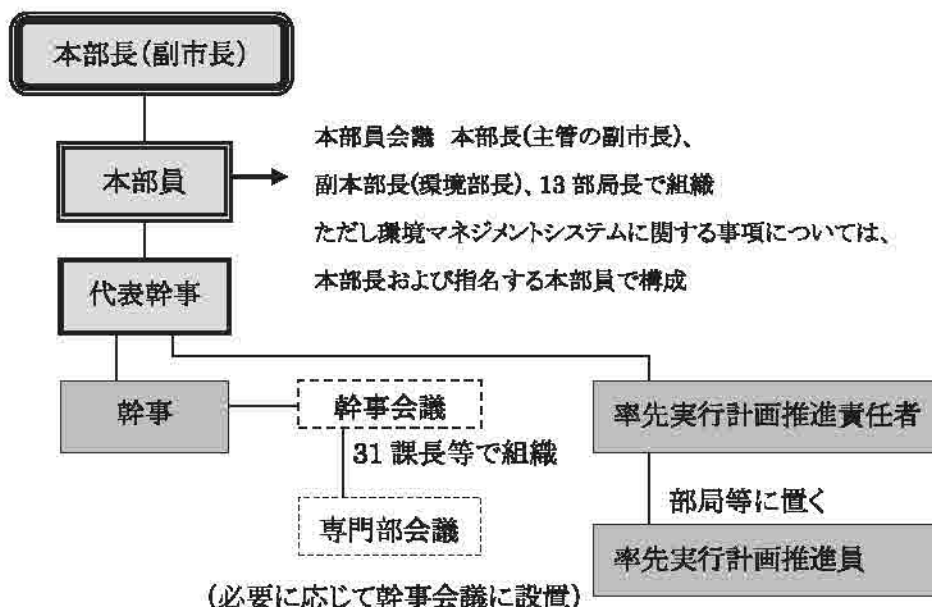 本部長(副市長)
本部員
本部員会議 本部長(主管の副市長)、
副本部長(環境部長)、13 部局長で組織
ただし環境マネジメントシステムに関する事項については、
本部長および指名する本部員で構成
代表幹事
幹事
幹事会議
31 課長等で組織
専門部会議
(必要に応じて幹事会議に設置)
率先実行計画推進責任者
部局等に置く
率先実行計画推進員